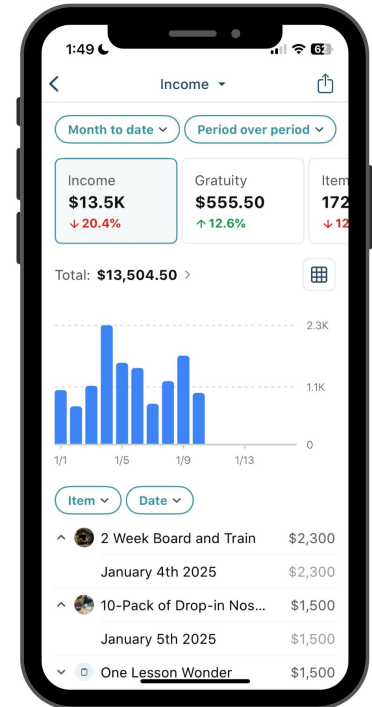 1:49 62
Income
Month to date Period over period
Income Gratuity Item
$13.5K $555.50 172
↓ 20.4% ↑ 12.6% ↓ 12
Total: $13,504.50 >
2.3K
1.1K
0
1/1 1/5 1/9 1/13
Item Date
2 Week Board and Train $2,300
January 4th 2025 $2,300
10-Pack of Drop-in Nos... $1,500
January 5th 2025 $1,500
One Lesson Wonder $1,500